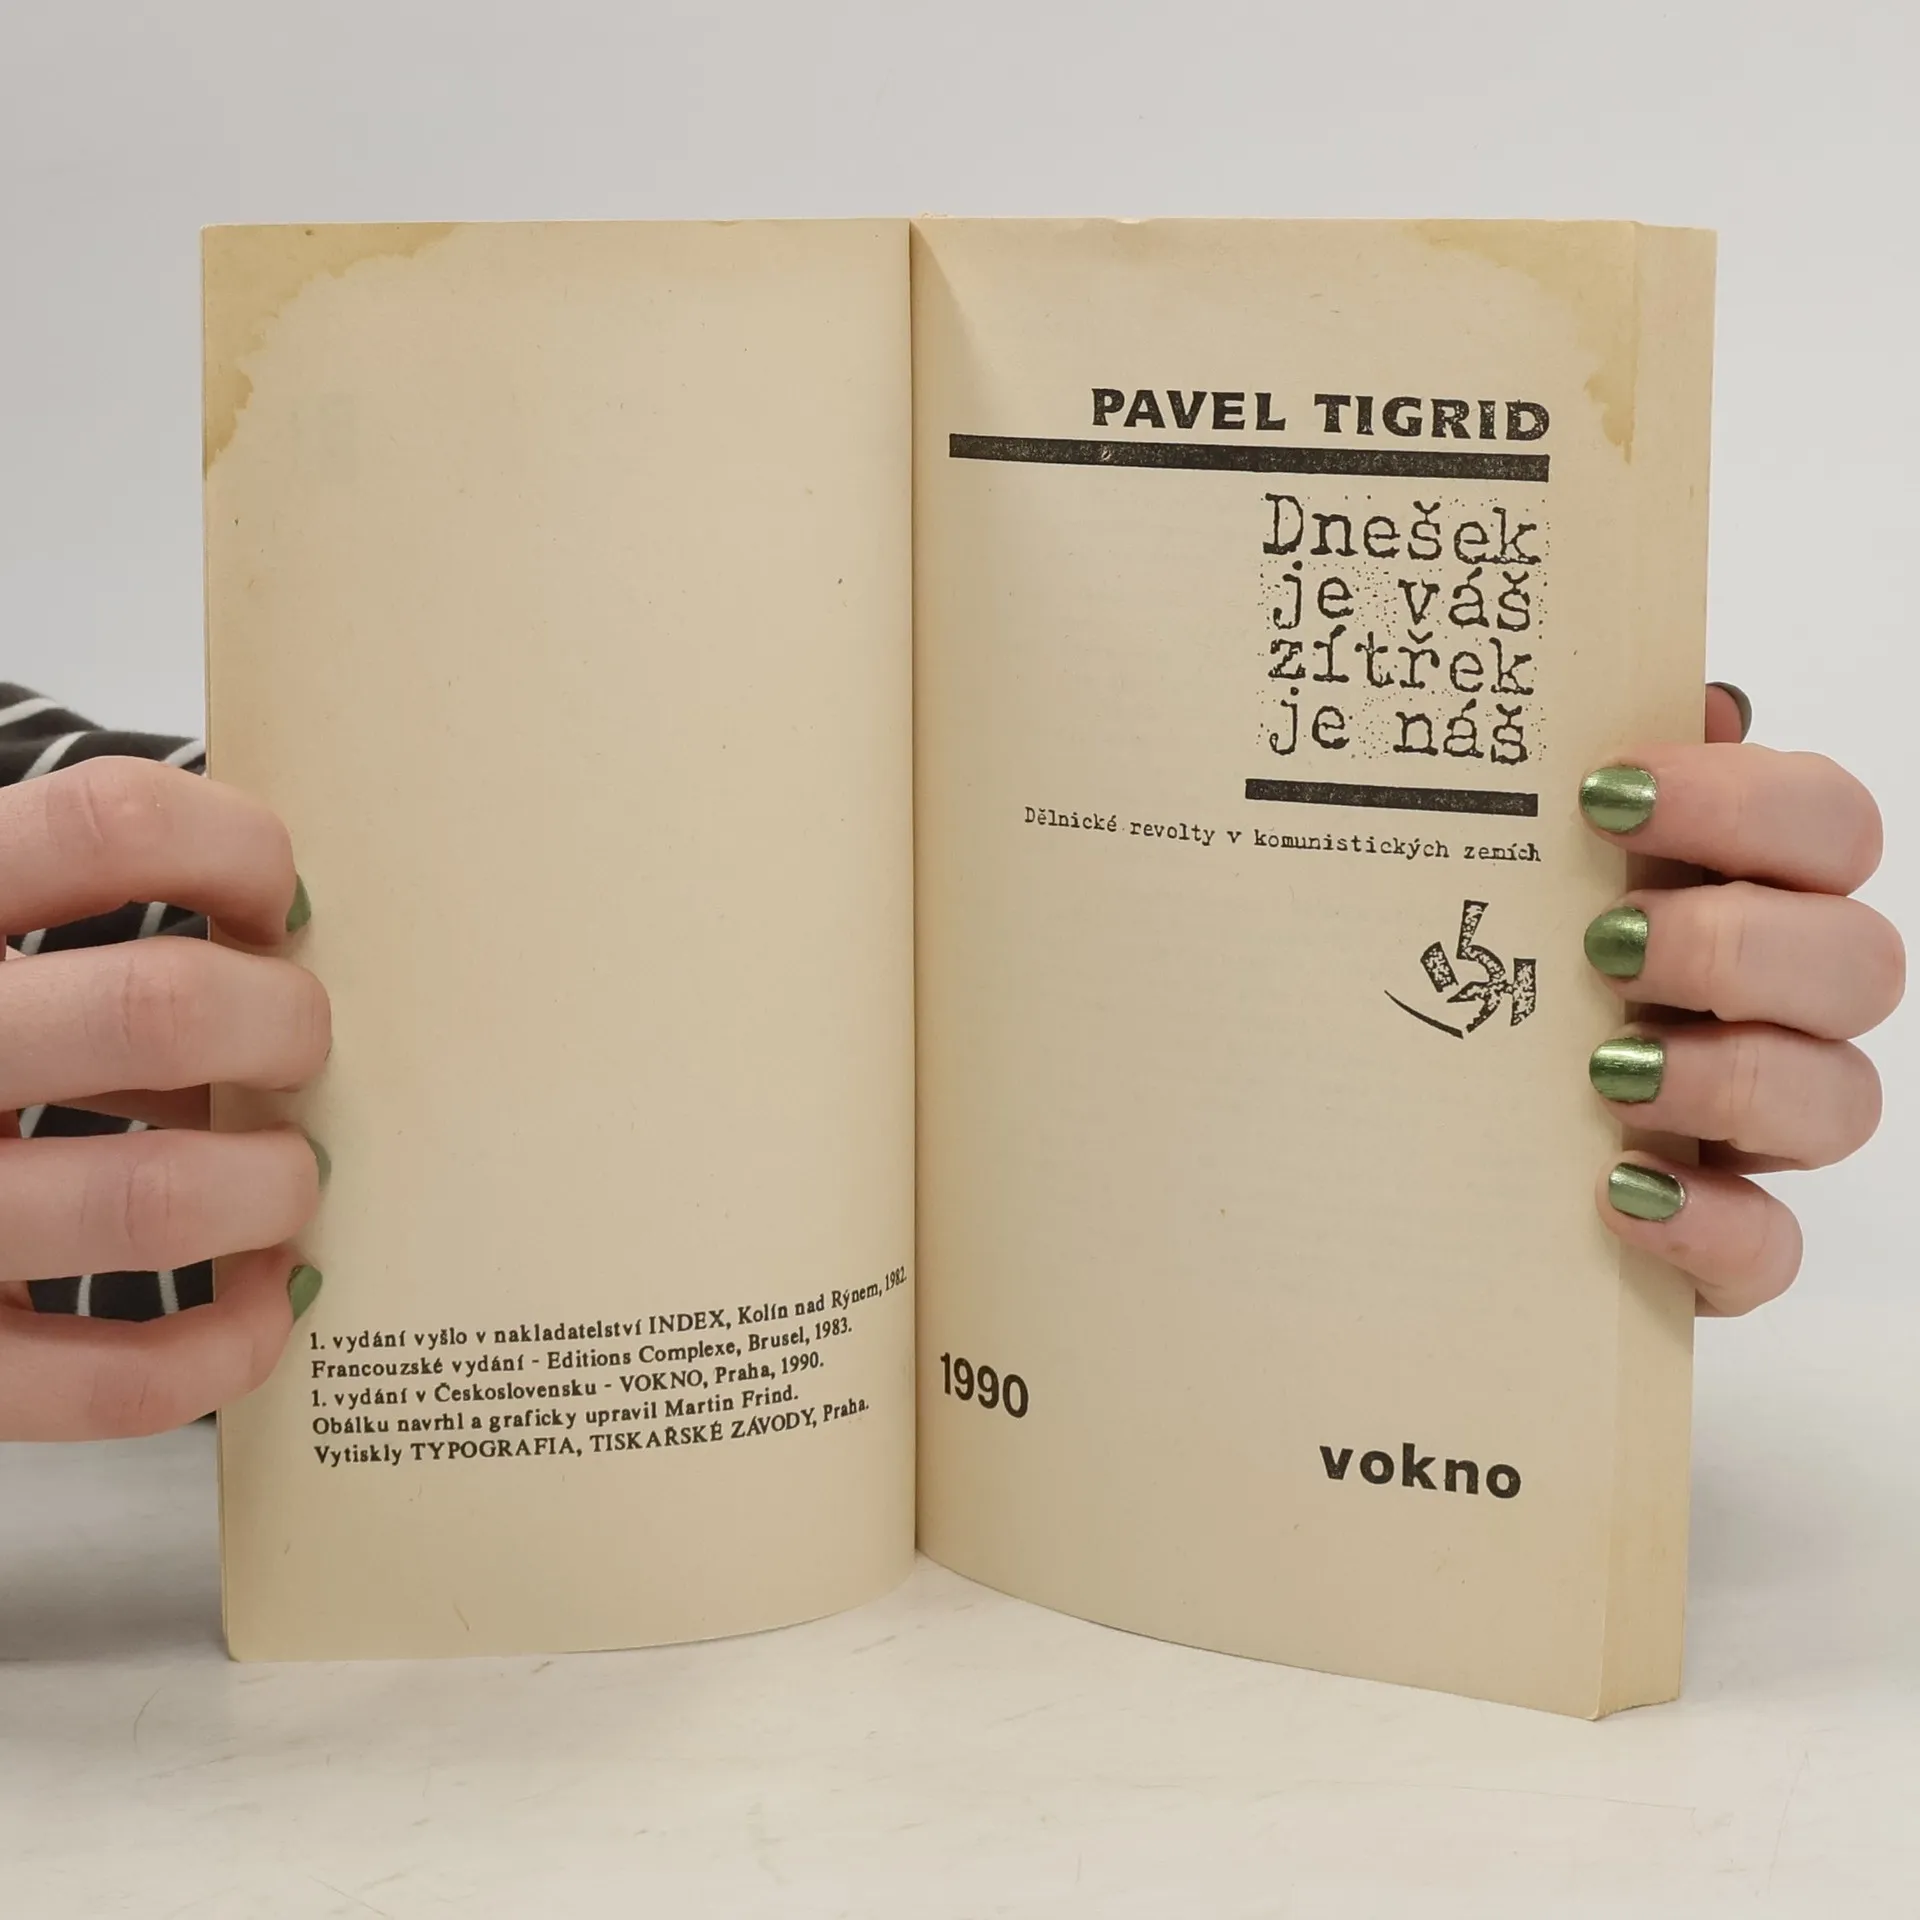 1. vydání vyšlo v nakladatelství INDEX, Kolín nad Rýnem, 1982.
Francouzské vydání - Editions Complexe, Brusel, 1983.
1. vydání v Československu - VOKNO, Praha, 1990.
Obálku navrhl a graficky upravil Martin Frind.
Vytiskly TYPOGRAFIA, TISKAŘSKÉ ZÁVODY, Praha.
PAVEL TIGRID
Dnešek
je váš
zítřek
je náš
Dělnické revolty v komunistických zemích
1990
vokno